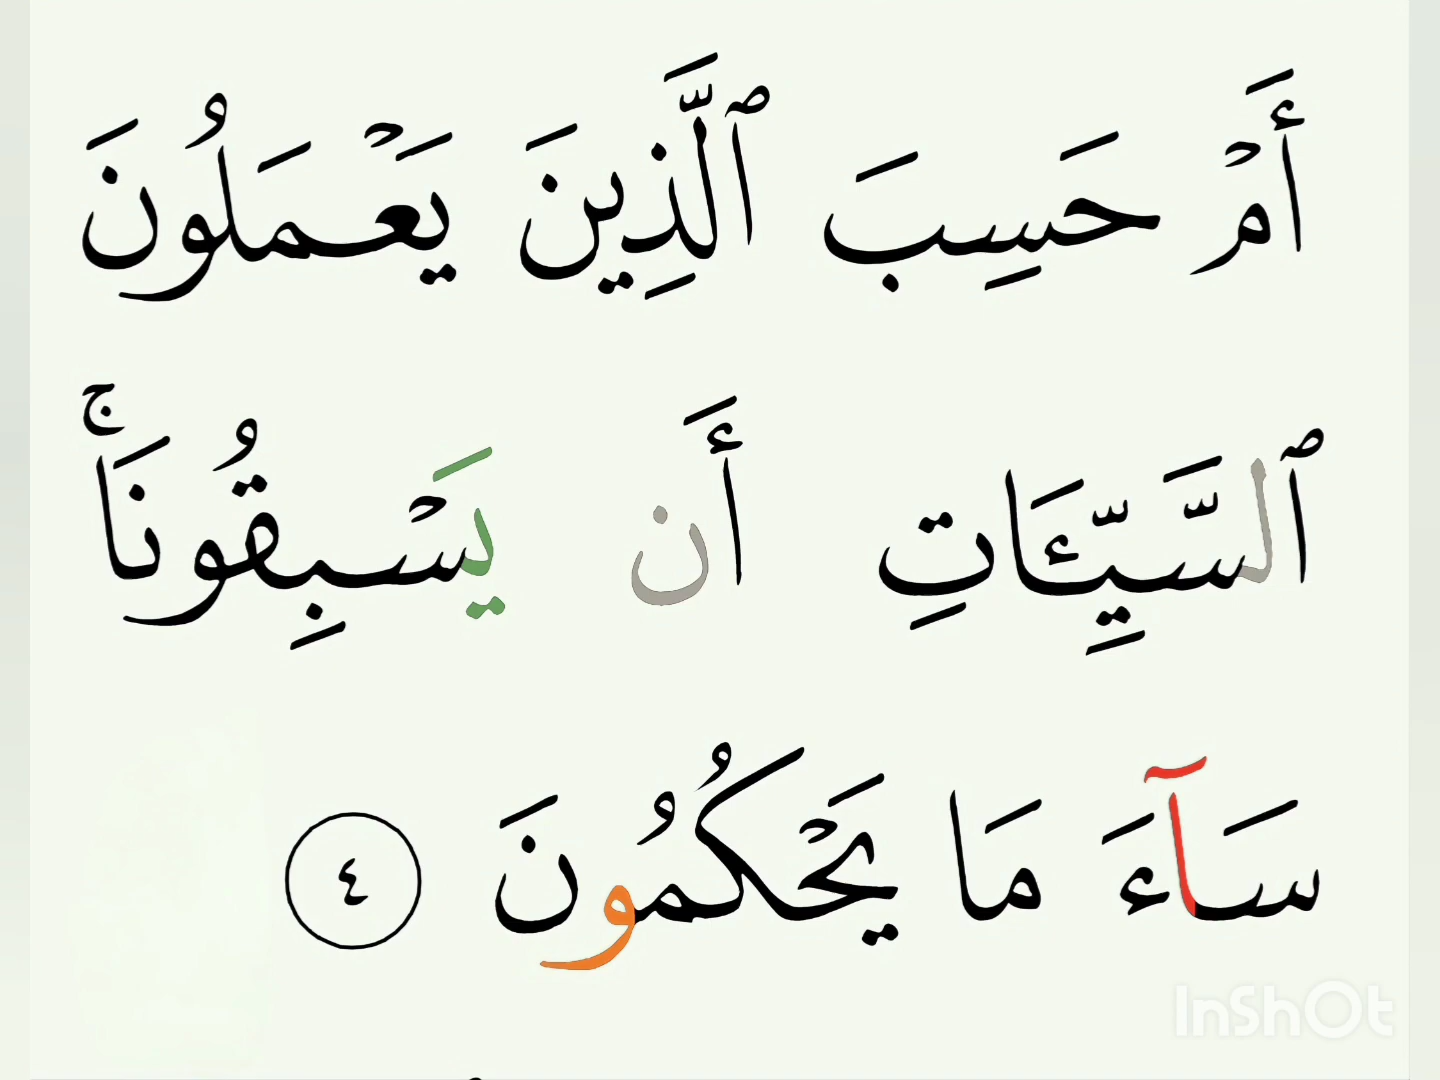 أَمْ حَسِبَ ٱلَّذِينَ يَعْمَلُونَ
ٱلسَّيِّـَٔاتِ أَن يَسْبِقُونَاۚ
سَآءَ مَا يَحْكُمُونَ ٤
InShOt